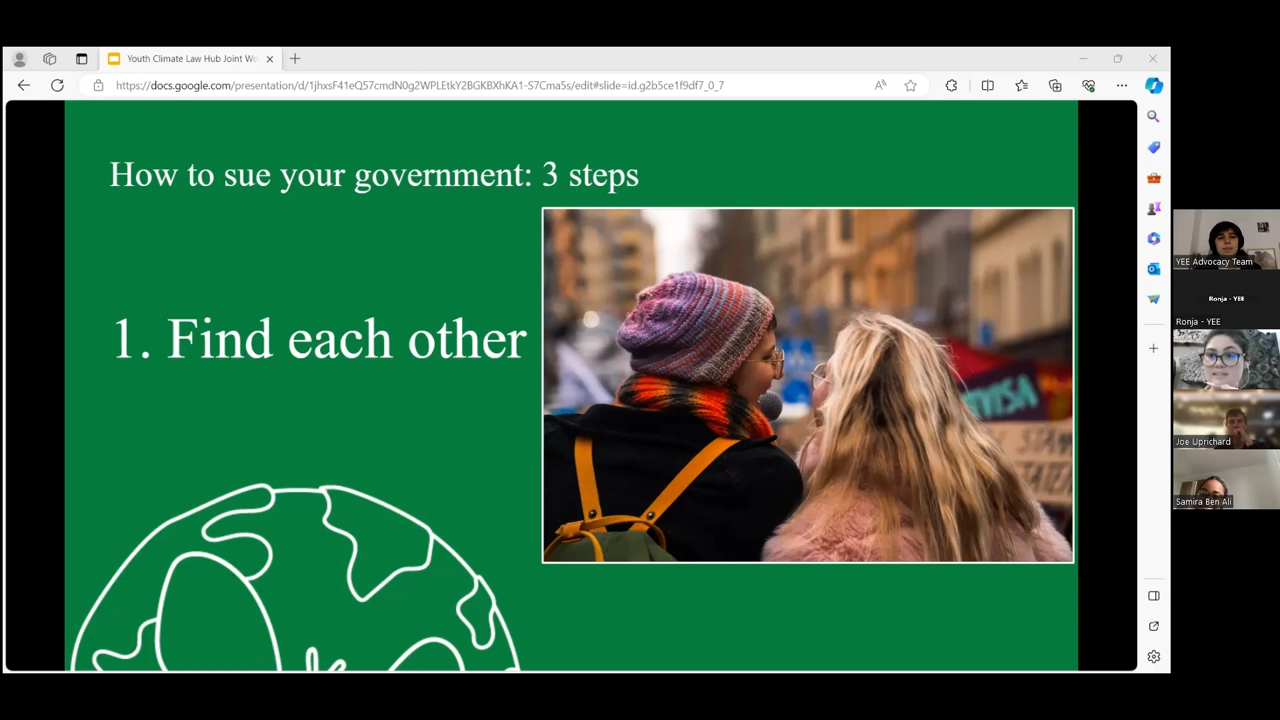 Youth Climate Law Hub Joint Wo
https://docs.google.com/presentation/d/1jhxsF41eQ57cmdN0g2WPLEtkY2BGKBXhKA1-S7Cma5s/edit#slide=id.g2b5ce1f9df7_0_7
How to sue your government: 3 steps
1. Find each other
VISA
YEE Advocacy Team
Ronja - YEE
Ronja - YEE
Joe Uprichard
Samira Ben Ali